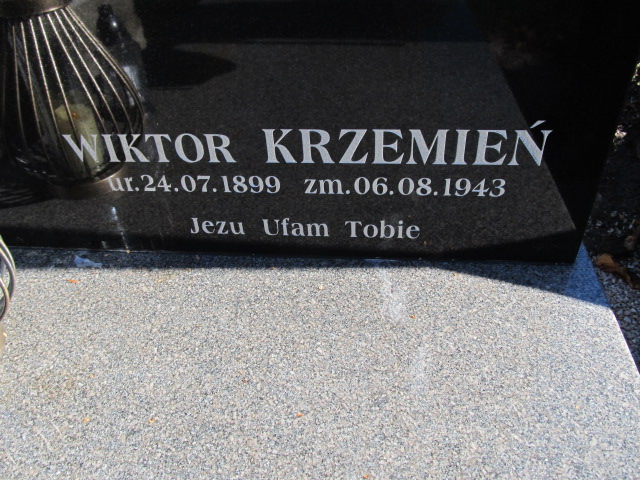 WIKTOR KRZEMIEŃ
ur.24.07.1899 zm.06.08.1943
Jezu Ufam Tobie